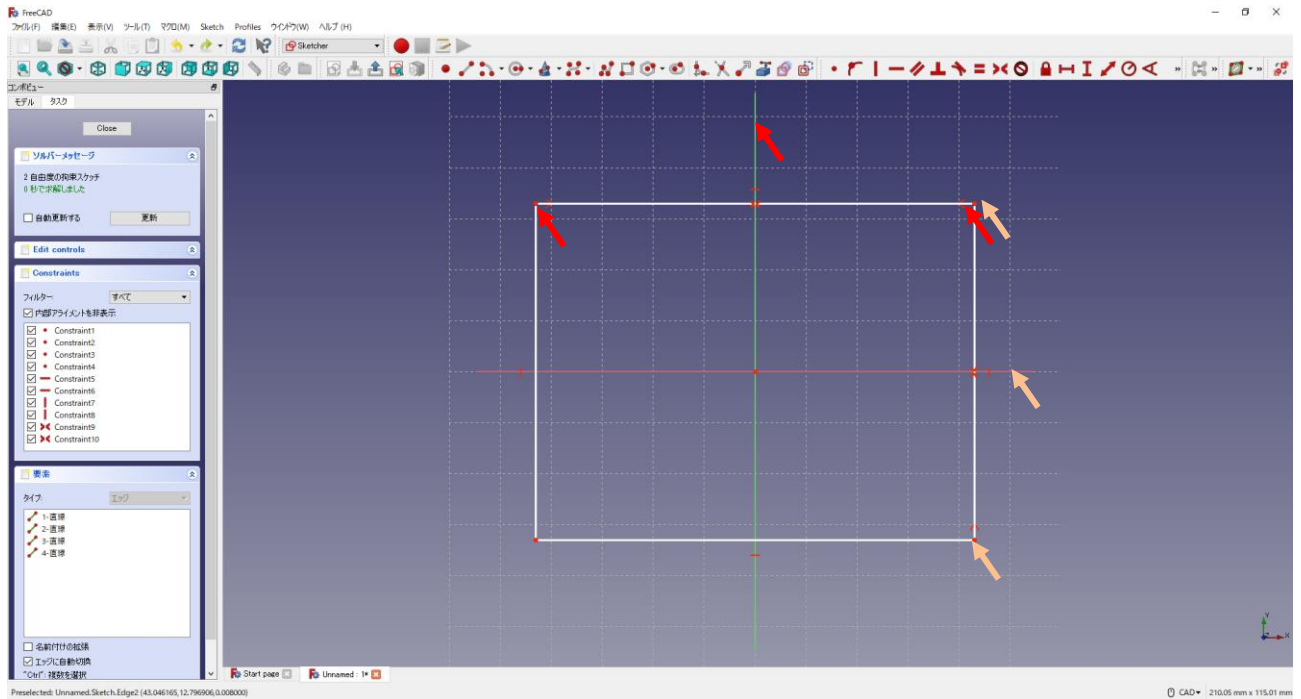 FreeCAD
ファイル(F) 編集(E) 表示(V) ツール(T) マクロ(M) Sketch Profiles ウインドウ(W) ヘルプ(H)
Sketcher
コンボビュー
モデル タスク
Close
ソルバーメッセージ
2 自由度の拘束スケッチ
0 秒で求解しました
自動更新する 更新
Edit controls
Constraints
フィルター: すべて
内部アライメントを非表示
Constraint1
Constraint2
Constraint3
Constraint4
Constraint5
Constraint6
Constraint7
Constraint8
Constraint9
Constraint10
要素
タイプ: エッジ
1-直線
2-直線
3-直線
4-直線
名前付けの拡張
エッジに自動切換
"Ctrl": 複数を選択
Y
Z X
Start page Unnamed : 1*
Preselected: Unnamed.Sketch.Edge2 (43.046165,12.796906,0.008000) CAD 210.05 mm x 115.01 mm